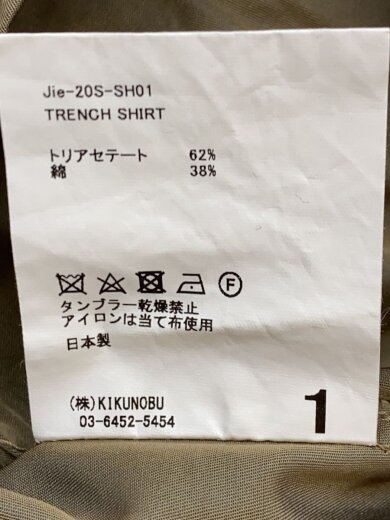 Jie-20S-SH01
TRENCH SHIRT
トリアセテート 62%
綿 38%
F
タンブラー乾燥禁止
アイロンは当て布使用
日本製
(株)KIKUNOBU
03-6452-5454
1